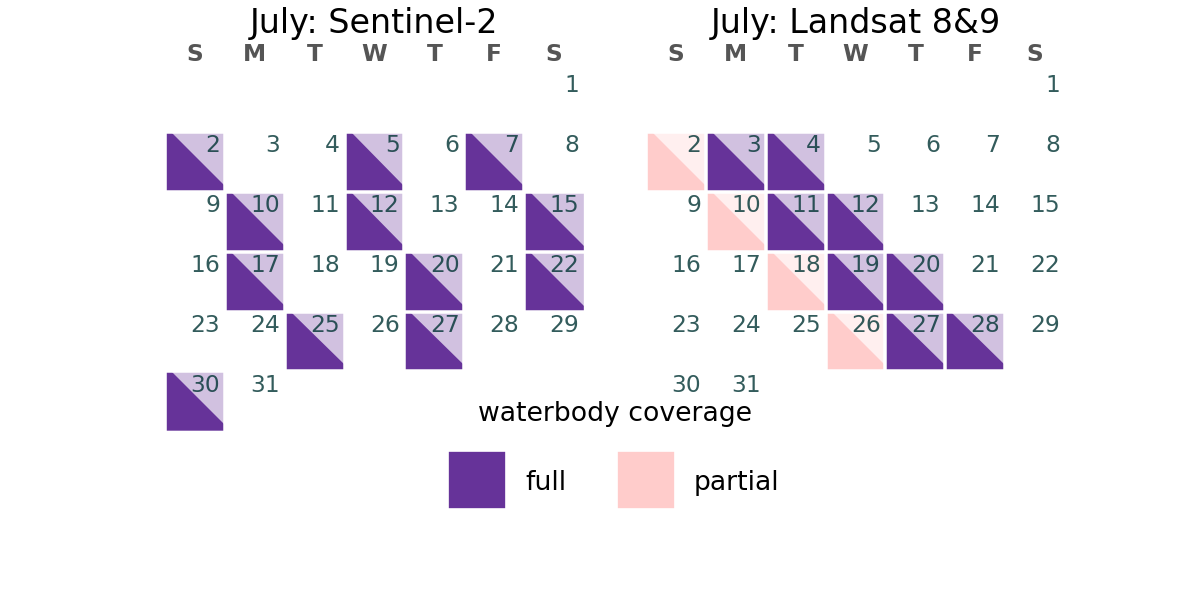 July: Sentinel-2
S M T W T F S
1
2 3 4 5 6 7 8
9 10 11 12 13 14 15
16 17 18 19 20 21 22
23 24 25 26 27 28 29
30 31
July: Landsat 8&9
S M T W T F S
1
2 3 4 5 6 7 8
9 10 11 12 13 14 15
16 17 18 19 20 21 22
23 24 25 26 27 28 29
30 31
waterbody coverage
full partial